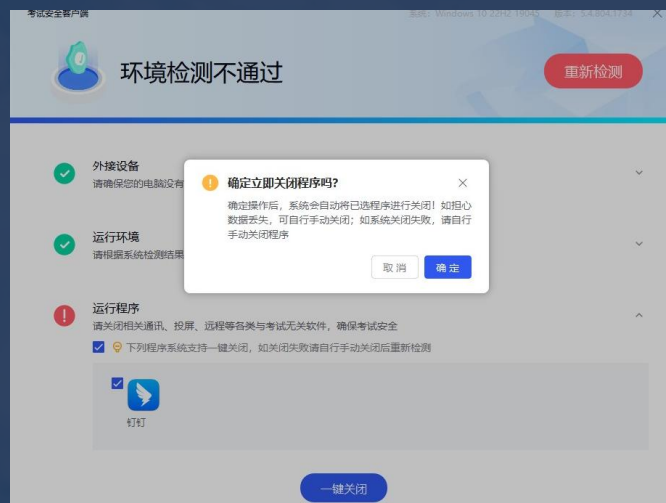 考试安全客户端
系统: Windows 10 22H2 19045 版本: 5.4.804.1734
环境检测不通过
重新检测
外接设备
请确保您的电脑没有
运行环境
请根据系统检测结果
确定立即关闭程序吗?
确定操作后，系统会自动将已选程序进行关闭！如担心
数据丢失，可自行手动关闭；如系统关闭失败，请自行
手动关闭程序
取消
确定
运行程序
请关闭相关通讯、投屏、远程等各类与考试无关软件，确保考试安全
下列程序系统支持一键关闭，如关闭失败请自行手动关闭后重新检测
钉钉
一键关闭